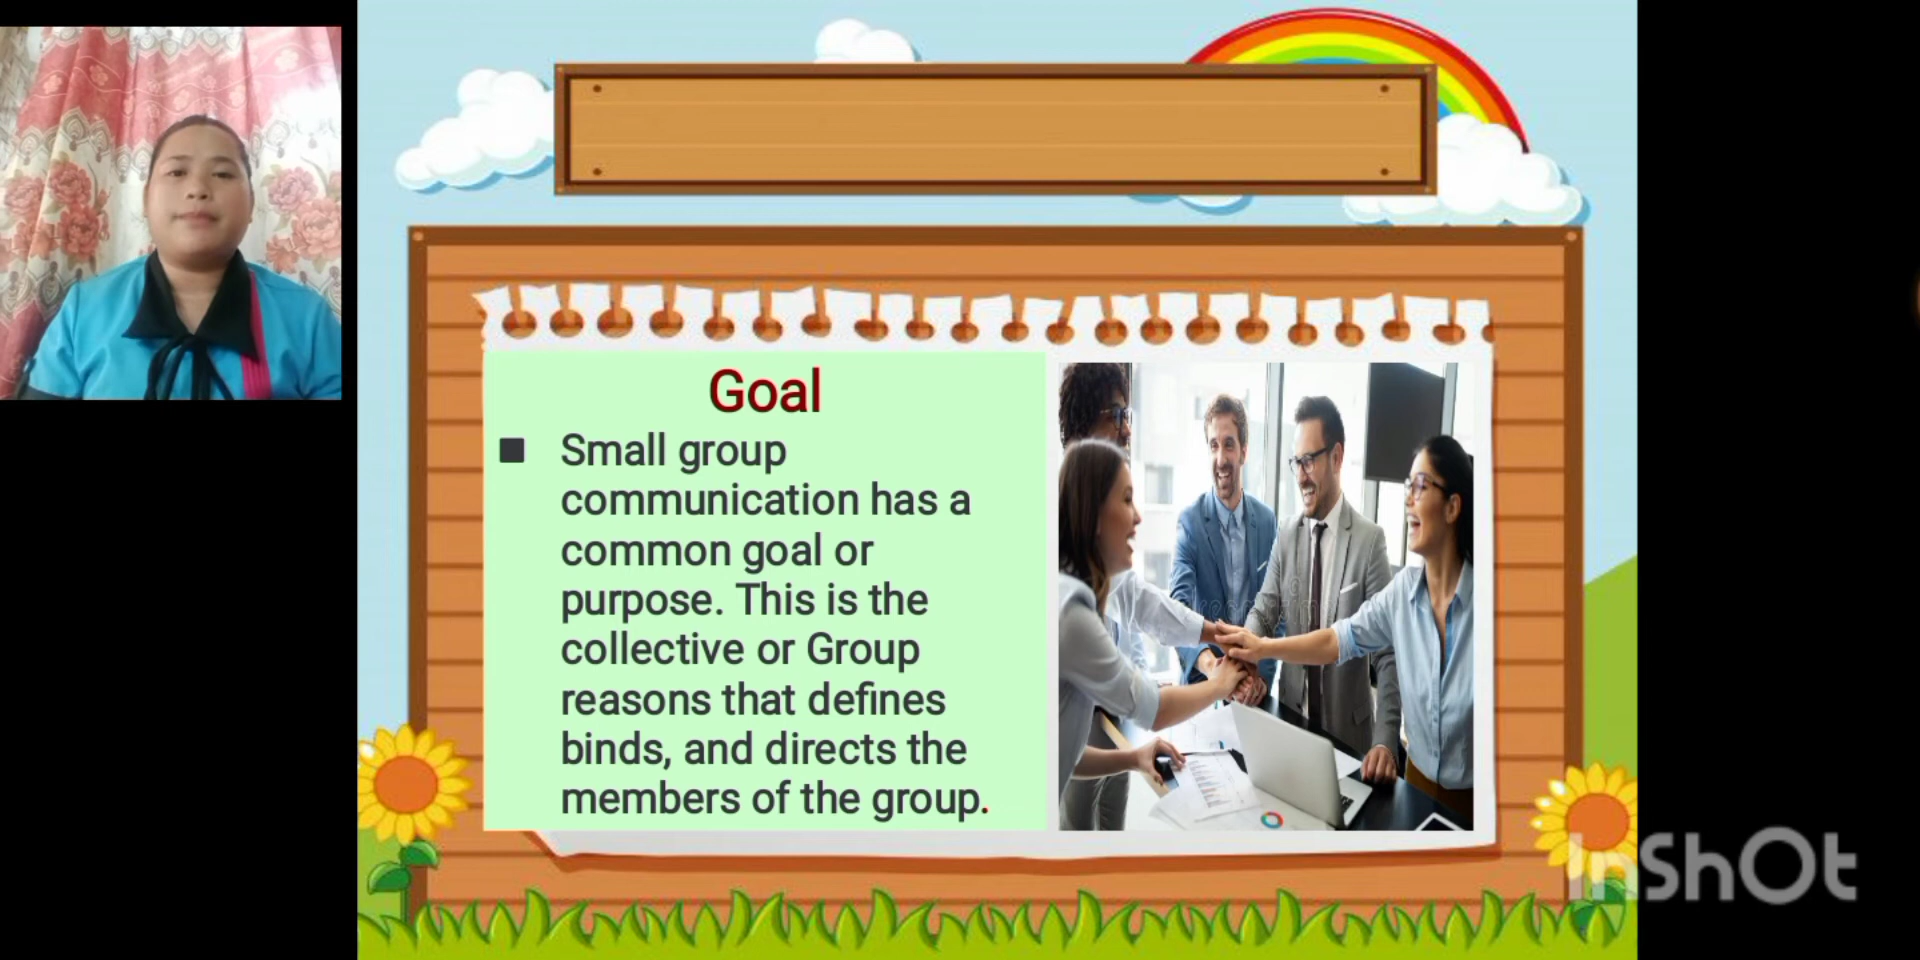 Goal
■ Small group
communication has a
common goal or
purpose. This is the
collective or Group
reasons that defines
binds, and directs the
members of the group.
InShOt